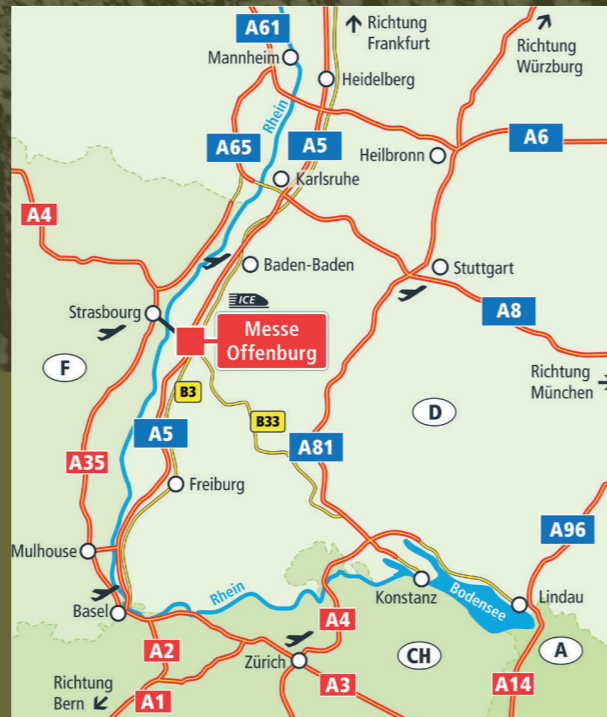 A61
Richtung
Frankfurt
Richtung
Würzburg
Mannheim
Heidelberg
Rhein
A65
A5
A6
Heilbronn
Karlsruhe
A4
Baden-Baden
Stuttgart
ICE
Strasbourg
Messe
Offenburg
A8
F
Richtung
München
B3
D
A5
B33
A81
A35
Freiburg
A96
Mulhouse
Rhein
Konstanz
Bodensee
Lindau
Basel
A4
A2
Zürich
CH
A
Richtung
Bern
A1
A3
A14